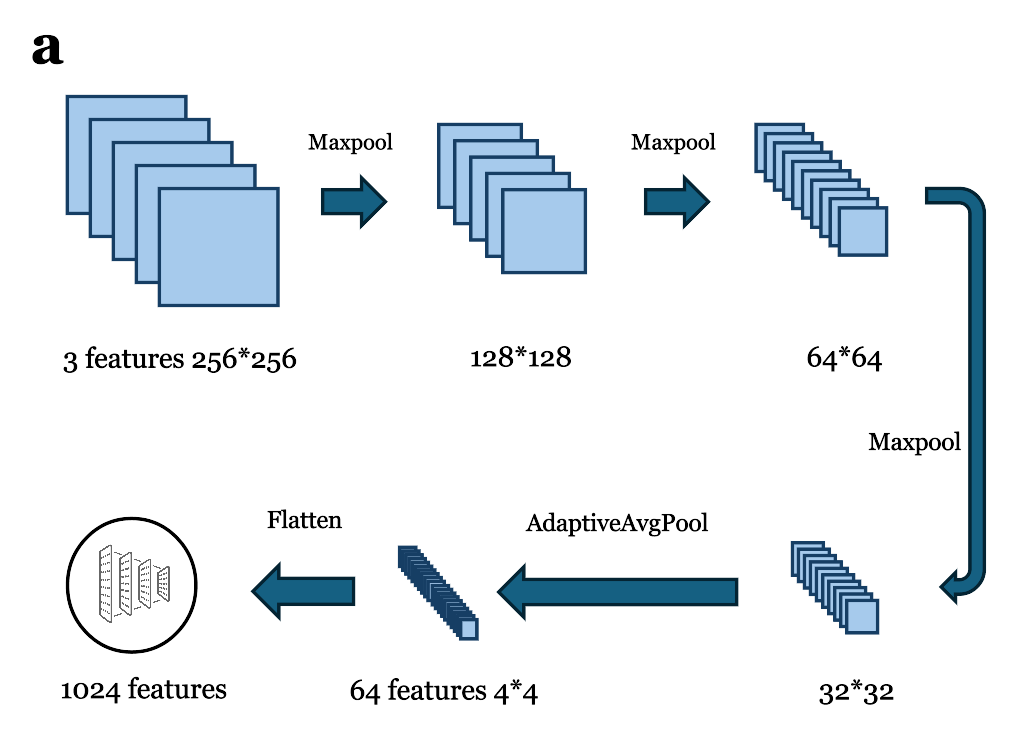 a
Maxpool
Maxpool
3 features 256*256
128*128
64*64
Maxpool
Flatten
AdaptiveAvgPool
1024 features
64 features 4*4
32*32